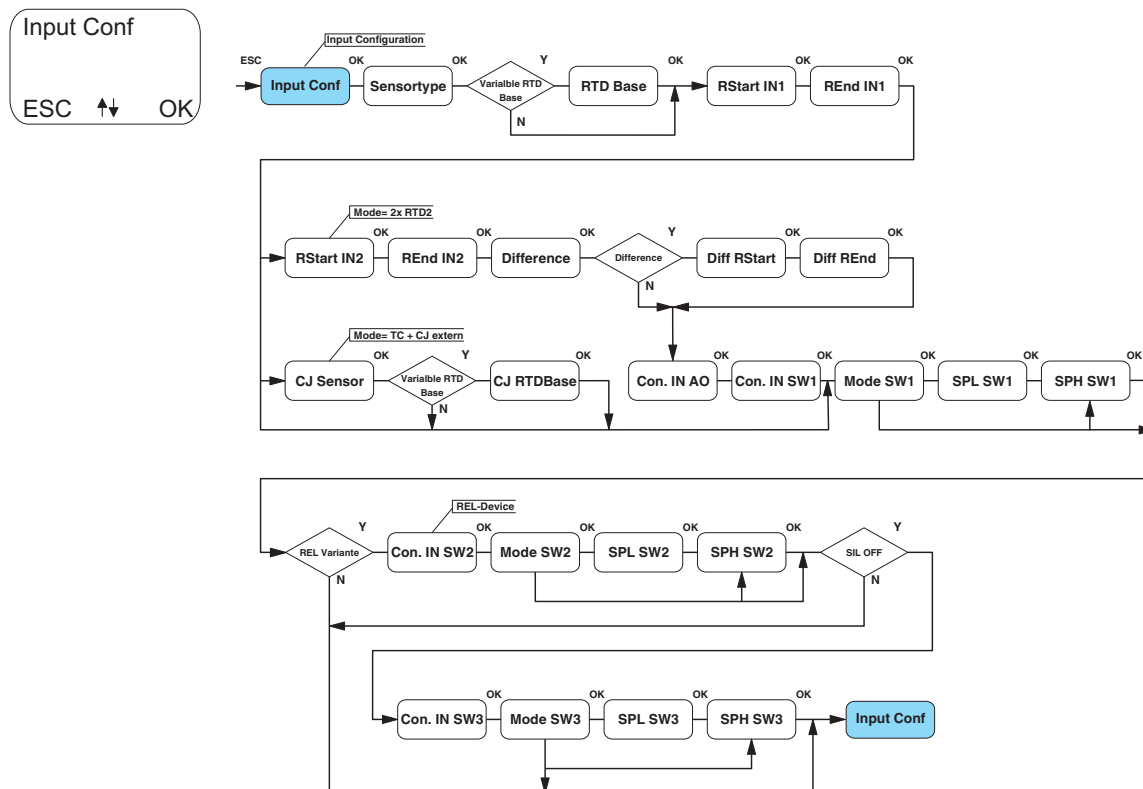 Input Conf
ESC OK
Input Configuration
ESC
Input Conf
OK
Sensortype
OK
Varialble RTD
Base
Y
N
RTD Base
OK
RStart IN1
OK
REnd IN1
OK
Mode= 2x RTD2
RStart IN2
OK
REnd IN2
OK
Difference
OK
Difference
Y
N
Diff RStart
OK
Diff REnd
OK
Mode= TC + CJ extern
CJ Sensor
OK
Varialble RTD
Base
Y
N
CJ RTDBase
OK
Con. IN AO
OK
Con. IN SW1
OK
Mode SW1
OK
SPL SW1
OK
SPH SW1
OK
REL-Device
REL Variante
Y
N
Con. IN SW2
OK
Mode SW2
OK
SPL SW2
OK
SPH SW2
OK
SIL OFF
Y
N
Con. IN SW3
OK
Mode SW3
OK
SPL SW3
OK
SPH SW3
OK
Input Conf